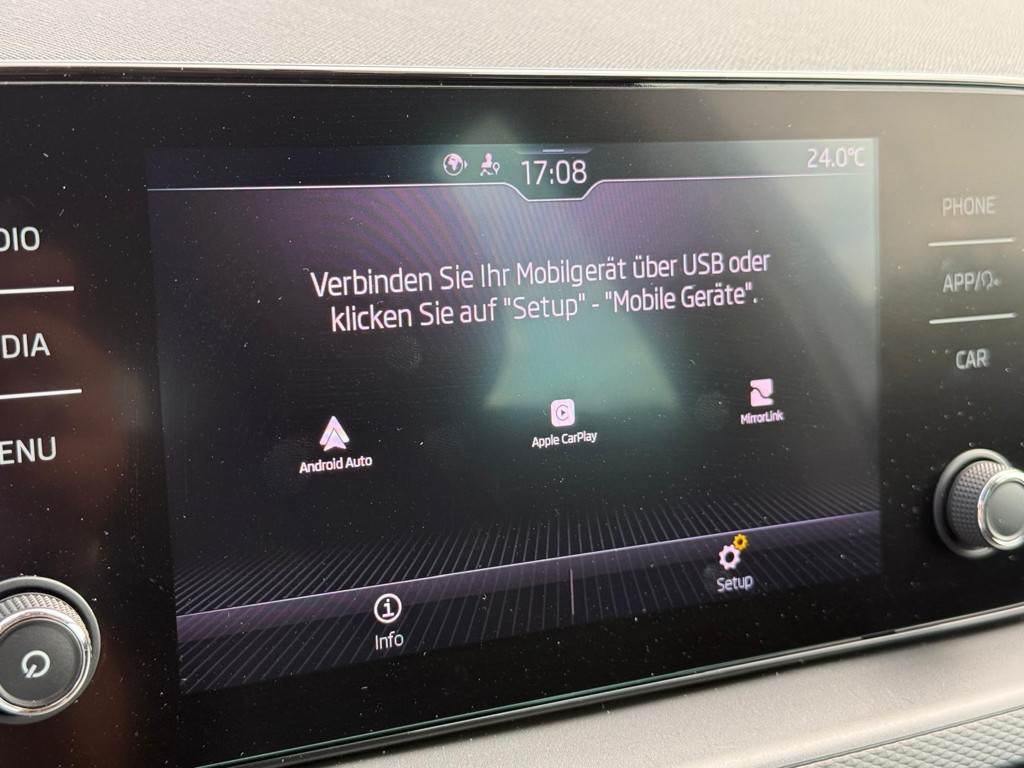 17:08
24.0°C
DIO
DIA
ENU
Verbinden Sie Ihr Mobilgerät über USB oder
klicken Sie auf "Setup" - "Mobile Geräte".
Android Auto
Apple CarPlay
MirrorLink
Info
Setup
PHONE
APP/
CAR